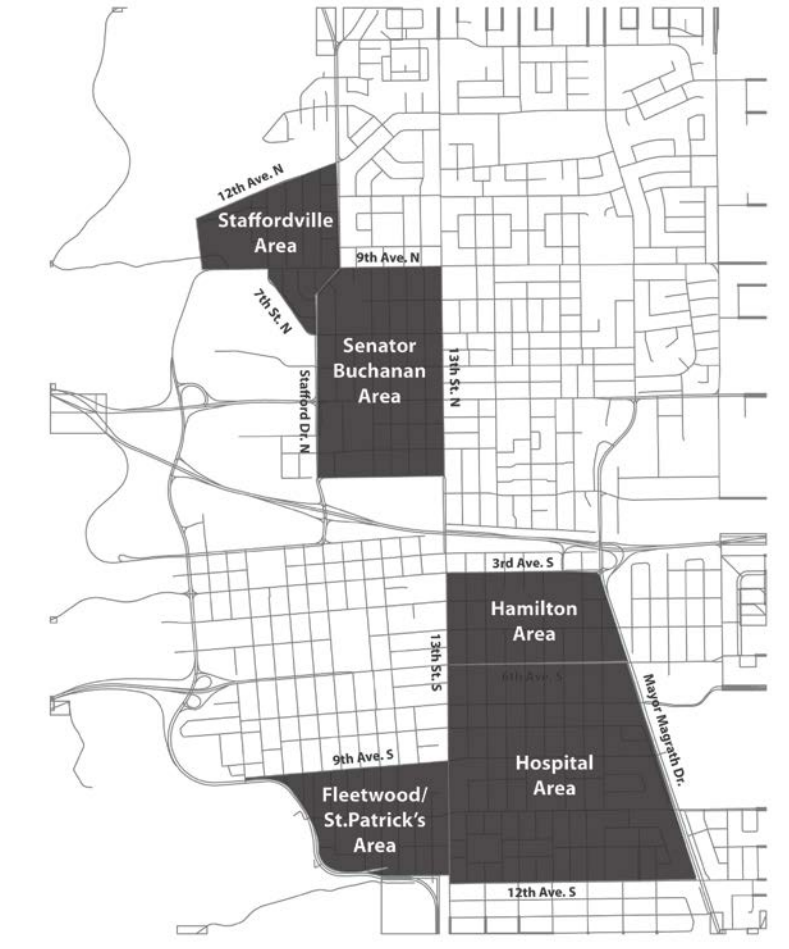 12th Ave. N
Staffordville
Area
9th Ave. N
7th St. N
Senator
Buchanan
Area
13th St. N
Stafford Dr. N
3rd Ave. S
Hamilton
Area
13th St. S
6th Ave. S
Mayor Magrath Dr.
9th Ave. S
Hospital
Area
Fleetwood/
St.Patrick's
Area
12th Ave. S